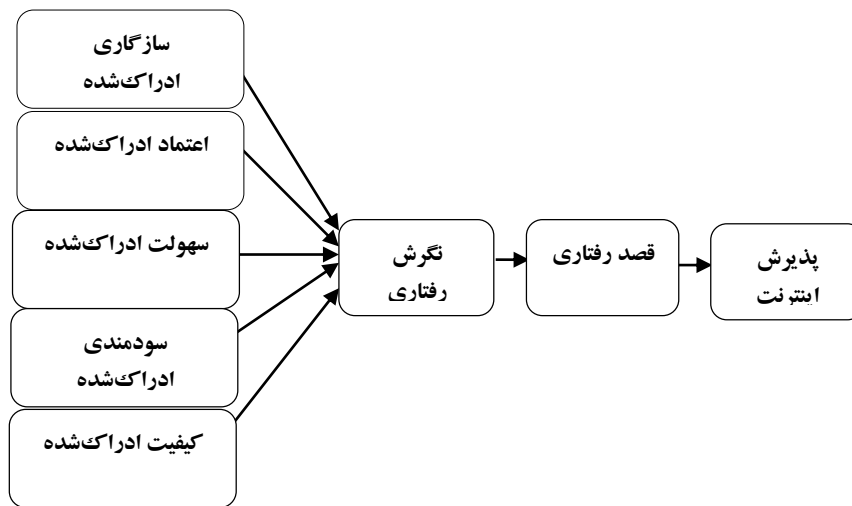 سازگاری
ادراک‌شده
اعتماد ادراک‌شده
سهولت ادراک‌شده
سودمندی
ادراک‌شده
کیفیت ادراک‌شده
نگرش
رفتاری
قصد رفتاری
پذیرش
اینترنت